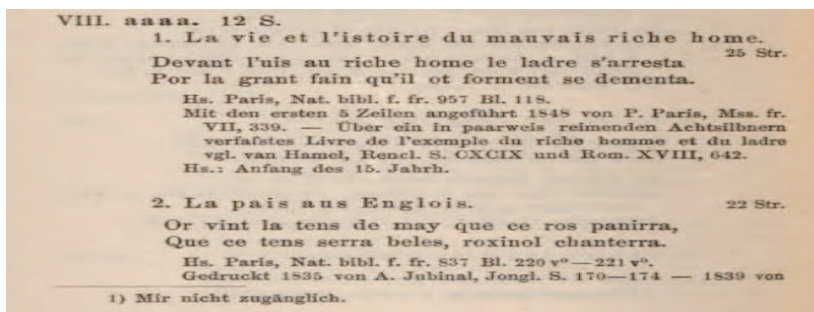 VIII. aaaa. 12 S.
1. La vie et l'istoire du mauvais riche home.
25 Str.
Devant l'uis au riche home le ladre s'arresta
Por la grant fain qu'il ot forment se dementa.
Hs. Paris, Nat. bibl. f. fr. 957 Bl. 118.
Mit den ersten 5 Zeilen angeführt 1848 von P. Paris, Mss. fr.
VII, 339. — Über ein in paarweis reimenden Achtsilbnern
verfafstes Livre de l'exemple du riche homme et du ladre
vgl. van Hamel, Rencl. S. CXCIX und Rom. XVIII, 642.
Hs.: Anfang des 15. Jahrh.
2. La pais aus Englois. 22 Str.
Or vint la tens de may que ce ros panirra,
Que ce tens serra beles, roxinol chanterra.
Hs. Paris, Nat. bibl. f. fr. 837 Bl. 220 vº—221 vº.
Gedruckt 1835 von A. Jubinal, Jongl. S. 170—174 — 1839 von
1) Mir nicht zugänglich.